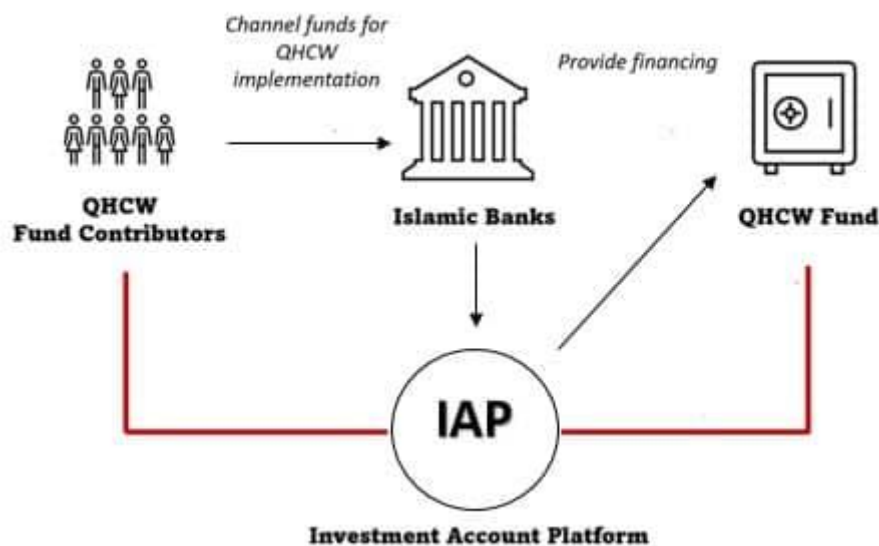 Channel funds for
QHCW
implementation
Provide financing
QHCW
Fund Contributors
Islamic Banks
QHCW Fund
IAP
Investment Account Platform